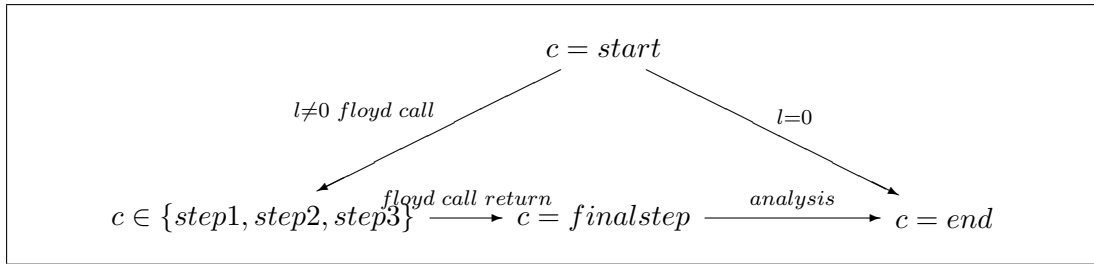 c = start
l≠0 floyd call
l=0
floyd call return
analysis
c ∈ {step1, step2, step3}
c = finalstep
c = end